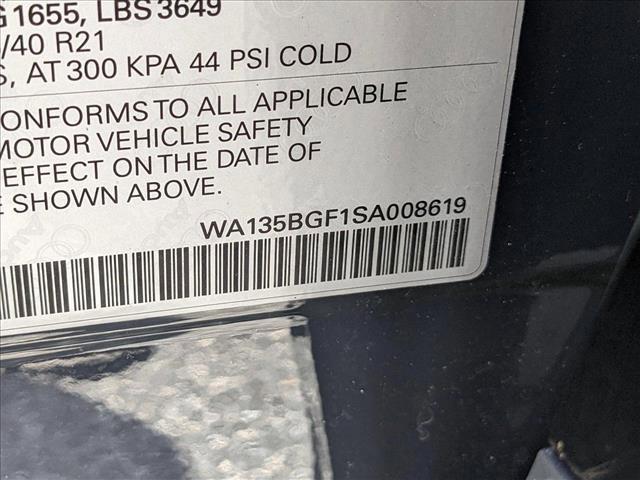 G1655, LBS 3649
/40 R21
S, AT 300 KPA 44 PSI COLD
CONFORMS TO ALL APPLICABLE
MOTOR VEHICLE SAFETY
EFFECT ON THE DATE OF
E SHOWN ABOVE.
WA135BGF1SA008619